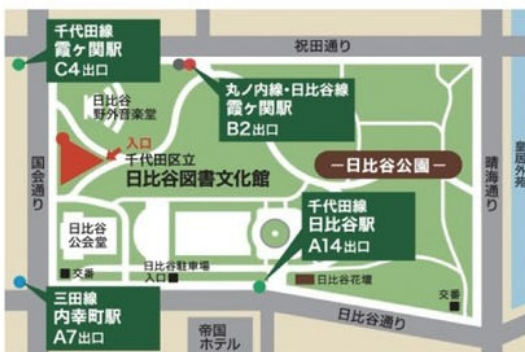 千代田線
霞ヶ関駅
C4出口
祝田通り
丸ノ内線・日比谷線
霞ヶ関駅
B2出口
日比谷
野外音楽堂
入口
千代田区立
日比谷図書文化館
−日比谷公園−
国会通り
晴海通り
皇居外苑
千代田線
日比谷駅
A14出口
日比谷
公会堂
交番
日比谷駐車場
入口
日比谷花壇
交番
三田線
内幸町駅
A7出口
日比谷通り
帝国
ホテル